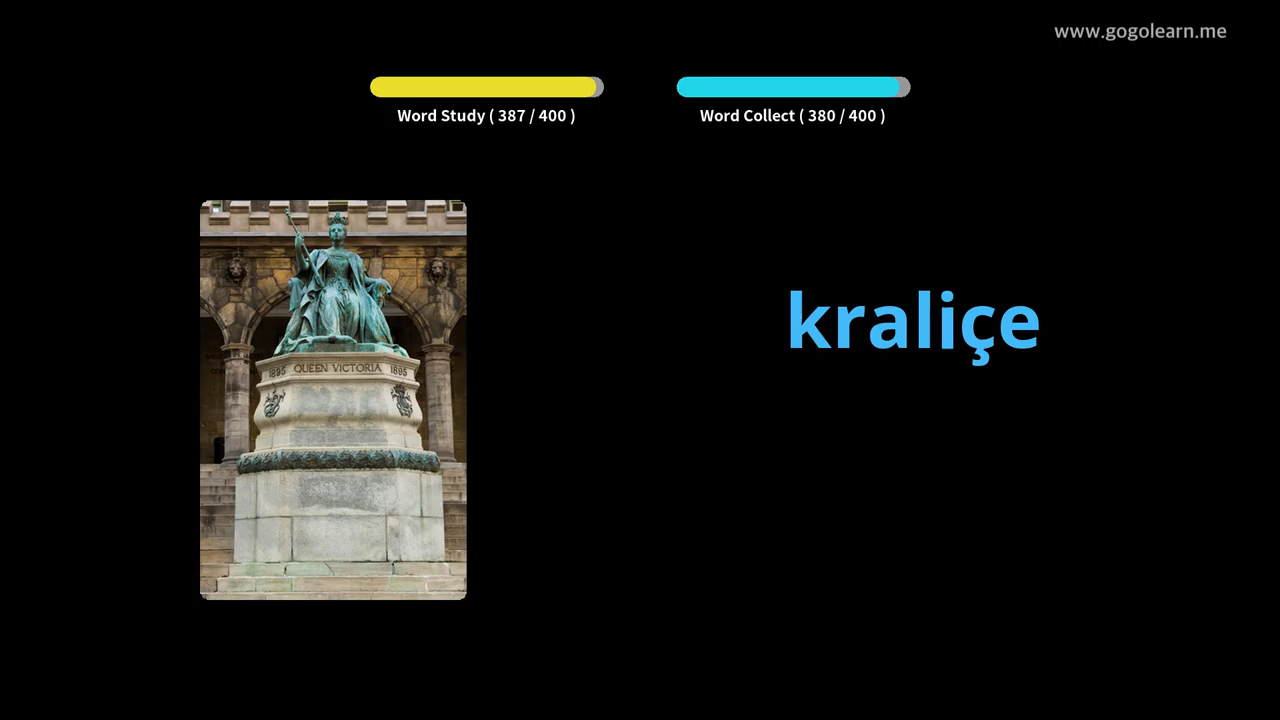 www.gogolearn.me
Word Study ( 387 / 400 )
Word Collect ( 380 / 400 )
kraliçe
1895 QUEEN VICTORIA 1895